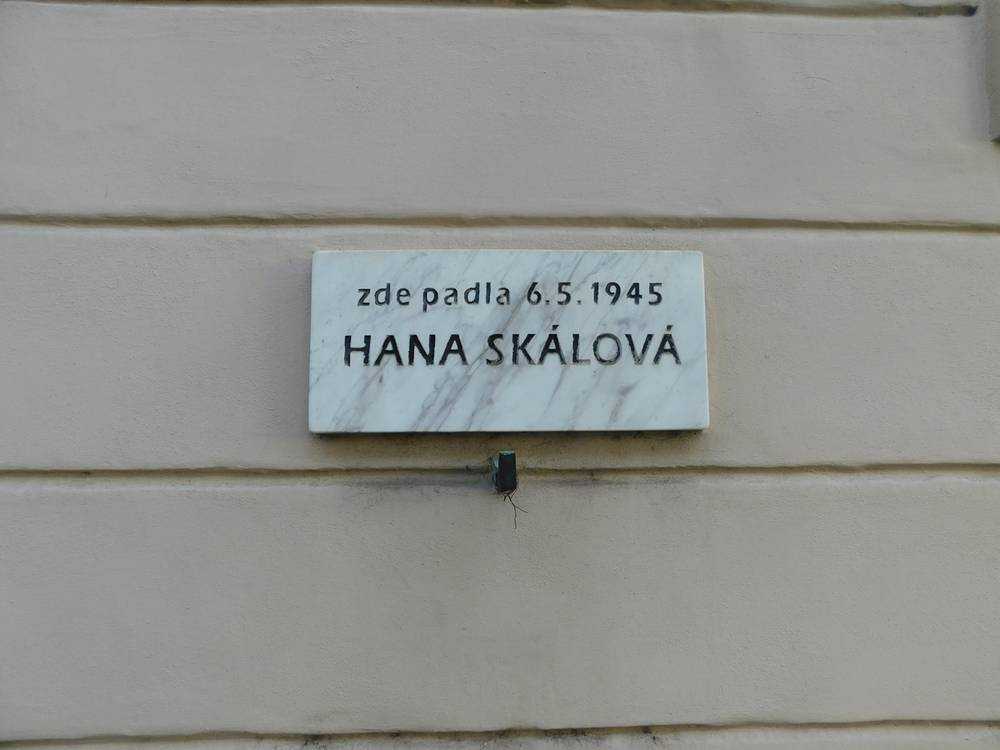 zde padla 6.5.1945
HANA SKÁLOVÁ